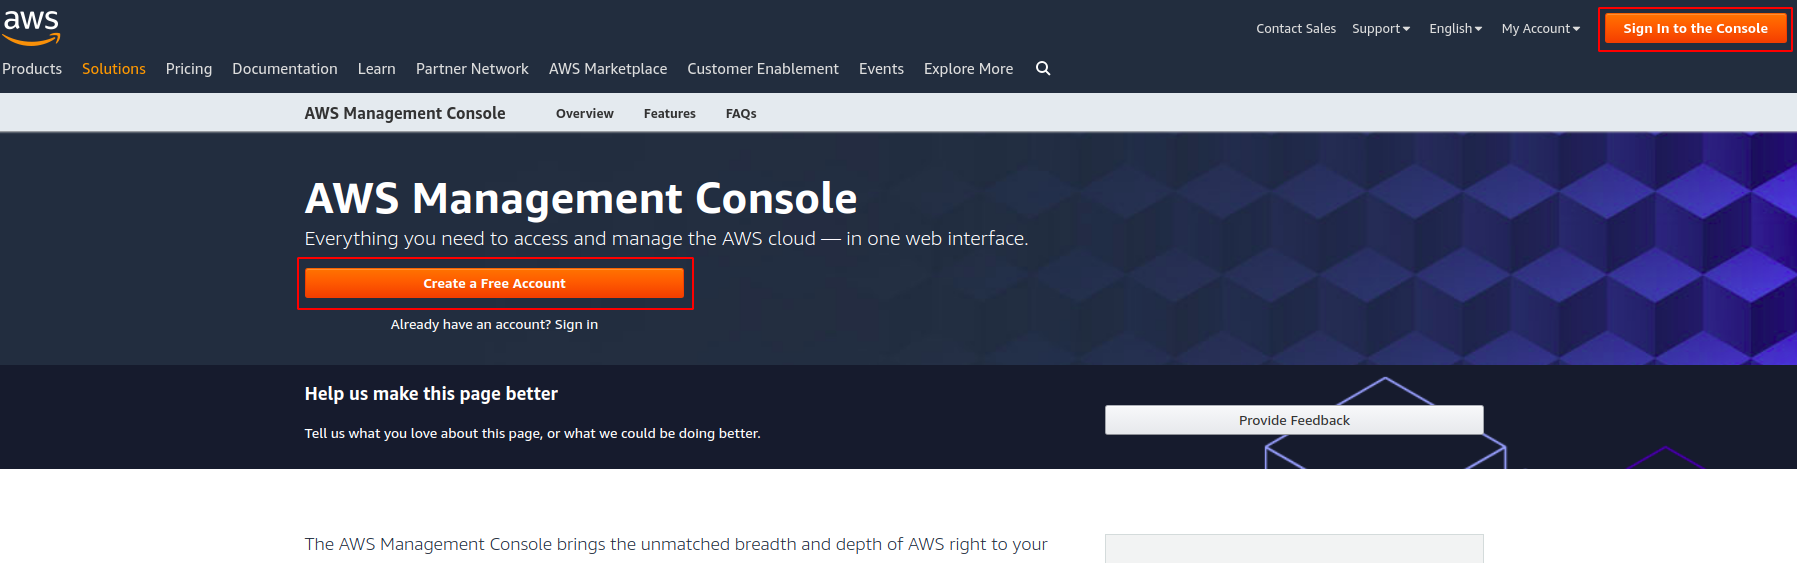 aws
Contact Sales Support English My Account Sign In to the Console
Products Solutions Pricing Documentation Learn Partner Network AWS Marketplace Customer Enablement Events Explore More
AWS Management Console Overview Features FAQs
AWS Management Console
Everything you need to access and manage the AWS cloud — in one web interface.
Create a Free Account
Already have an account? Sign In
Help us make this page better
Provide Feedback
Tell us what you love about this page, or what we could be doing better.
The AWS Management Console brings the unmatched breadth and depth of AWS right to your